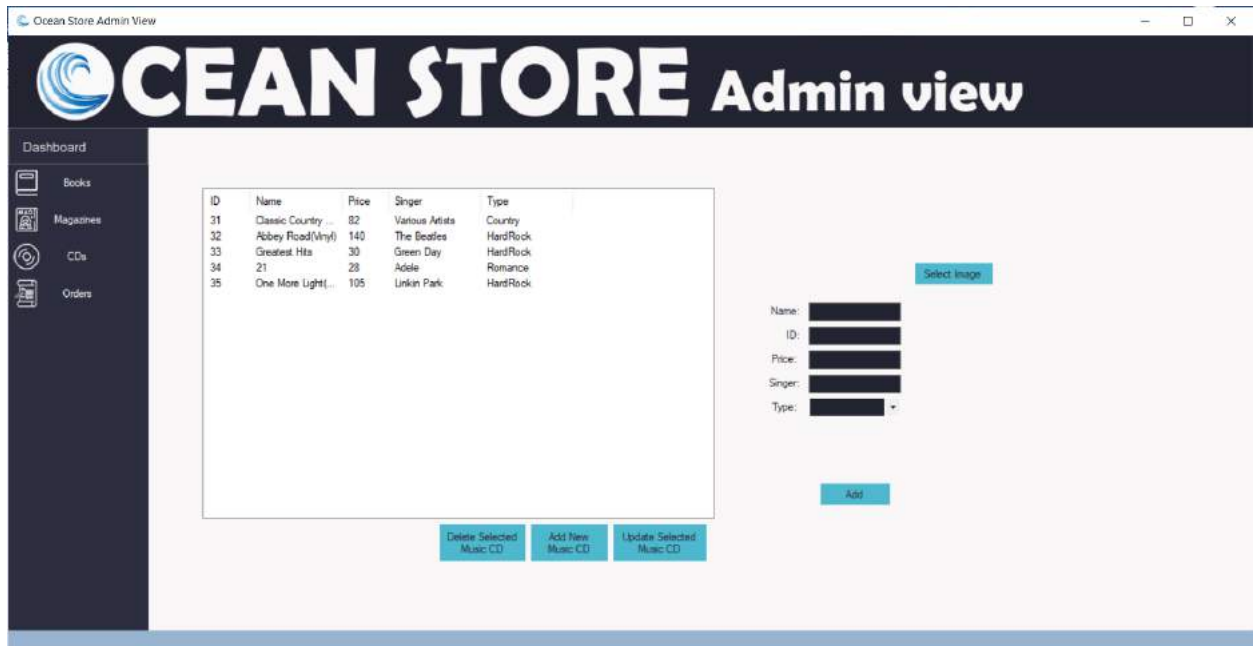 Ocean Store Admin View
OCEAN STORE Admin view
Dashboard
Books
Magazines
CDs
Orders
ID Name Price Singer Type
31 Classic Country ... 82 Various Artists Country
32 Abbey Road(Vinyl) 140 The Beatles HardRock
33 Greatest Hits 30 Green Day HardRock
34 21 28 Adele Romance
35 One More Light(... 105 Linkin Park HardRock
Delete Selected
Music CD
Add New
Music CD
Update Selected
Music CD
Select Image
Name:
ID:
Price:
Singer:
Type:
Add